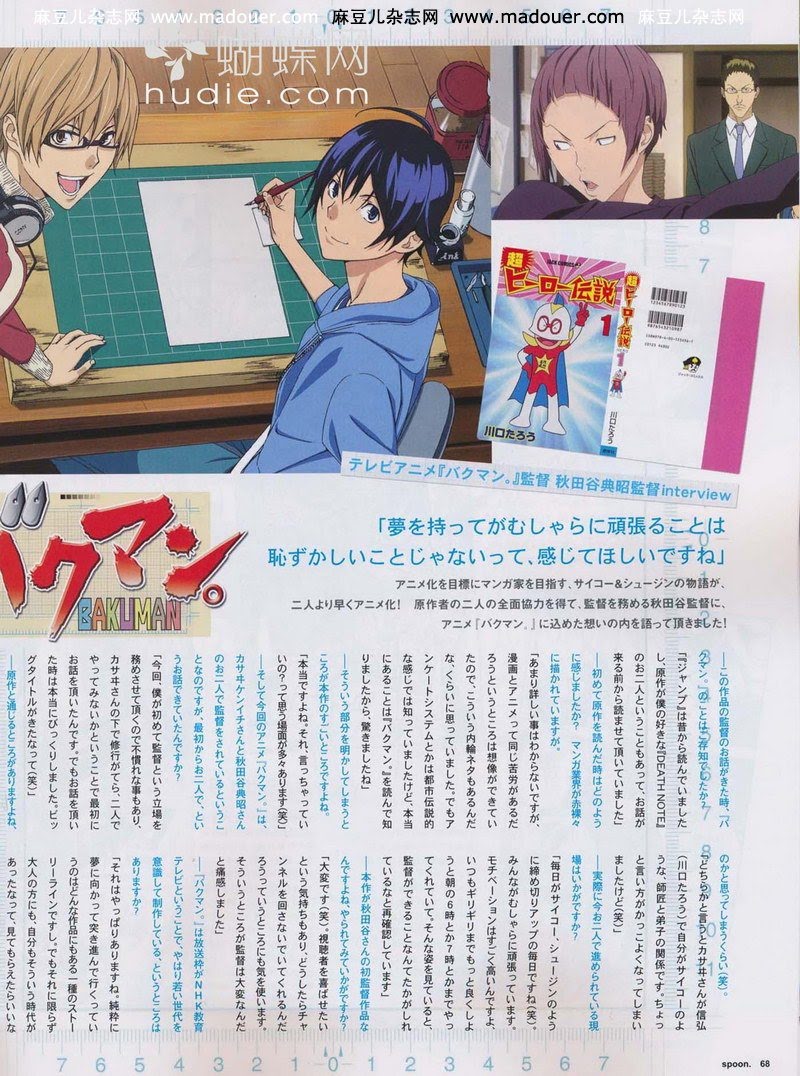 麻豆儿杂志网 www.madouer.com 麻豆儿杂志网 www.madouer.com 麻豆儿杂志网
蝴蝶网
hudie.com
Ink
8
7
JACK COMICS
超ヒーロー伝説
1
川口たろう
超ヒーロー伝説
1
川口たろう
テレビアニメ『バクマン。』監督 秋田谷典昭監督interview
バクマン。
BAKUMAN
「夢を持ってがむしゃらに頑張ることは
恥ずかしいことじゃないって、感じてほしいですね」
アニメ化を目標にマンガ家を目指す、サイコー&シュージンの物語が、
二人より早くアニメ化! 原作者の二人の全面協力を得て、監督を務める秋田谷監督に、
アニメ『バクマン。』に込めた想いの内を語って頂きました!
――この作品の監督のお話がきた時、『バ
クマン。』のことはご存知でしたか?
「『ジャンプ』は昔から読んでいました
し、原作が僕の好きな『DEATH NOTE』
のお二人ということもあって、お話が
来る前から読ませて頂いていました」
――初めて原作を読んだ時はどのよう
に感じましたか? マンガ業界が赤裸々
に描かれていますが。
「あまり詳しい事はわからないですが、
漫画とアニメって同じ苦労があるだ
ろうというところは想像ができてい
たので、こういう内輪ネタもあるんだ
な、くらいに思っていました。でもア
ンケートシステムとかは都市伝説的
な感じでは知っていましたけど、本当
にあることは『バクマン。』を読んで知
りましたから、驚きましたね」
――そういう部分を明かしてしまうと
ころが本作のすごいところですよね。
「本当ですよね。それ、言っちゃってい
いの?って思う場面が多々あります(笑)」
――そして今回のアニメ『バクマン。』は、
カサヰケンイチさんと秋田谷典昭さん
のお二人で監督をされているというこ
となのですが、最初からお二人で、とい
うお話できていたんですか?
「今回、僕が初めて監督という立場を
務めさせて頂くので不慣れな事もあり、
カサヰさんの下で修行がてら、二人で
やってみないかということで最初に
お話を頂いたんです。でもお話を頂い
た時は本当にびっくりしました。ビッ
グタイトルがきたなって(笑)」
――原作と通じるところがありますよね、
のかと思ってしまうくらい(笑)。
「どちらかと言うとカサヰさんが信弘
(川口たろう)で自分がサイコーのよ
うな、師匠と弟子の関係です。ちょっ
と言い方がかっこよくなってしまい
ましたけど(笑)」
――実際に今お二人で進められている現
場はいかがですか?
「毎日がサイコー、シュージンのよう
に締め切りアップの毎日ですね(笑)。
みんながむしゃらに頑張っています。
モチベーションはすごく高いんですよ、
いつもギリギリまでもっと良くしよ
うと朝の6時とか7時とかまでやっ
てくれていて。そんな姿を見ていると、
監督ができることなんてたかがしれ
ているなと再確認しています」
――本作が秋田谷さんの初監督作品な
んですよね。やられてみていかがですか?
「大変です(笑)。視聴者を喜ばせたい
という気持ちもあり、どうしたらチャ
ンネルを回さないでいてくれるんだ
ろうっていうところにも気を使います。
そういうところが監督は大変なんだ
と痛感しました」
――『バクマン。』は放送枠がNHK教育
テレビということで、やはり若い世代を
意識して制作している、というところは
ありますか?
「それはやっぱりありますね。純粋に
夢に向かって突き進んで行くってい
うのはどんな作品にもある一種のストー
リーラインですし。でもそれに限らず
大人の方にも、自分もそういう時代が
あったなって、見てもらえたらいいな
7 6 5 4 3 2 1 0 1 2 3 4 5 6 7
spoon. 68